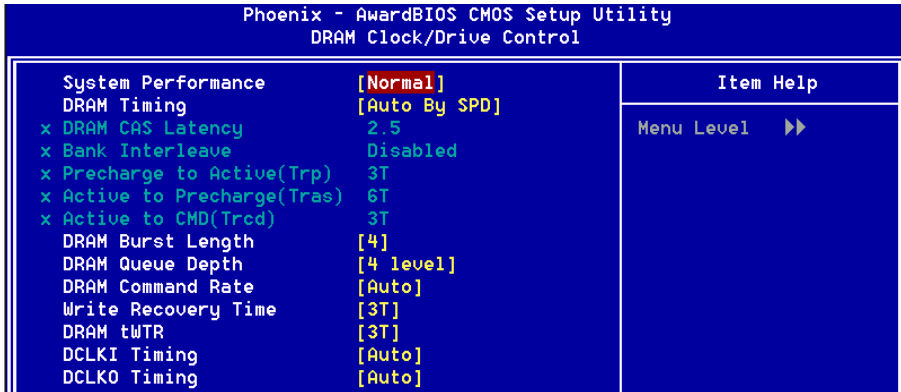 Phoenix - AwardBIOS CMOS Setup Utility
DRAM Clock/Drive Control
System Performance [Normal]
DRAM Timing [Auto By SPD]
x DRAM CAS Latency 2.5
x Bank Interleave Disabled
x Precharge to Active(Trp) 3T
x Active to Precharge(Tras) 6T
x Active to CMD(Trcd) 3T
DRAM Burst Length [4]
DRAM Queue Depth [4 level]
DRAM Command Rate [Auto]
Write Recovery Time [3T]
DRAM tWTR [3T]
DCLKI Timing [Auto]
DCLKO Timing [Auto]
Item Help
Menu Level ▶▶